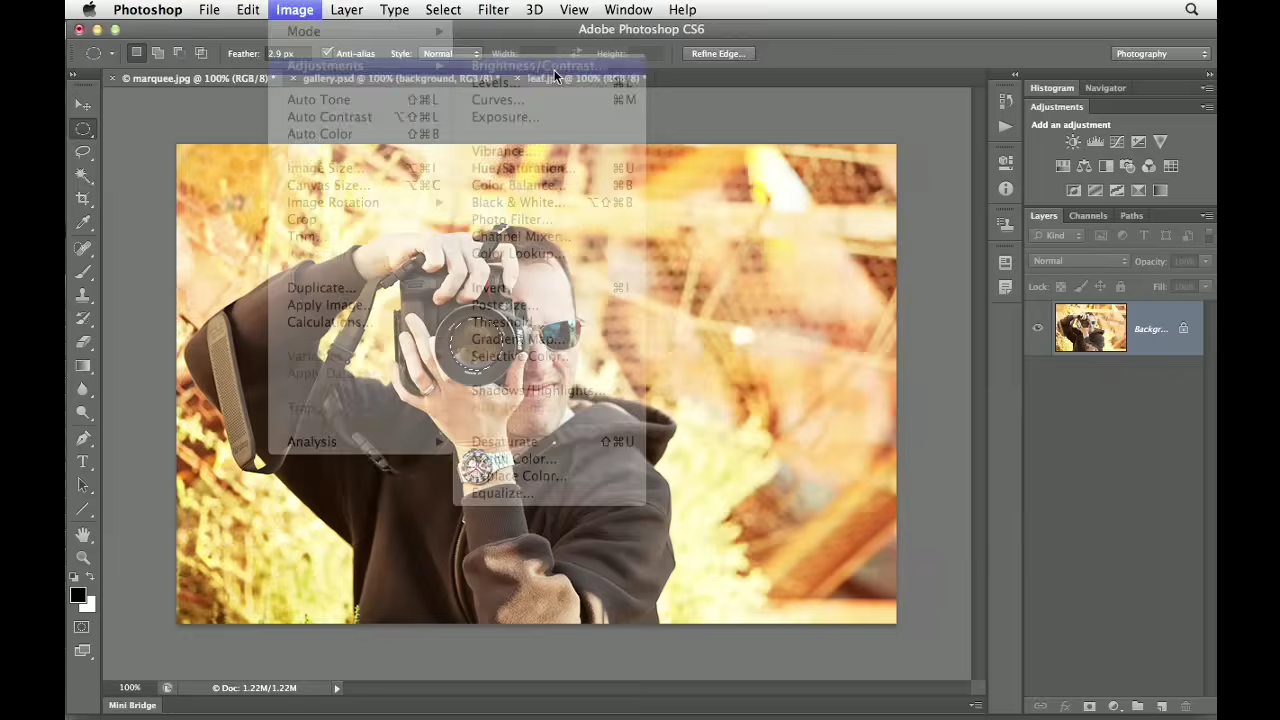 Photoshop File Edit Image Layer Type Select Filter 3D View Window Help
Adobe Photoshop CS6
Feather: 2.9 px Anti-alias Style: Normal Width: Height: Refine Edge... Photography
© marquee.jpg @ 100% (RGB/8) * gallery.psd @ 100% (background, RGB/8) * leaf.jpg @ 100% (RGB/8) *
Mode
Adjustments
Auto Tone ⇧⌘L
Auto Contrast ⌥⇧⌘L
Auto Color ⇧⌘B
Image Size... ⌥⌘I
Canvas Size... ⌥⌘C
Image Rotation
Crop
Trim...
Duplicate...
Apply Image...
Calculations...
Analysis
Brightness/Contrast...
Levels... ⌘L
Curves... ⌘M
Exposure...
Vibrance...
Hue/Saturation... ⌘U
Color Balance... ⌘B
Black & White... ⌥⇧⌘B
Photo Filter...
Channel Mixer...
Color Lookup...
Invert ⌘I
Posterize...
Threshold...
Gradient Map...
Selective Color...
Shadows/Highlights...
Desaturate ⇧⌘U
Match Color...
Replace Color...
Equalize...
Histogram Navigator
Adjustments
Add an adjustment
Layers Channels Paths
Kind
Normal Opacity: 100%
Lock: Fill: 100%
Backgr...
100% © Doc: 1.22M/1.22M
Mini Bridge